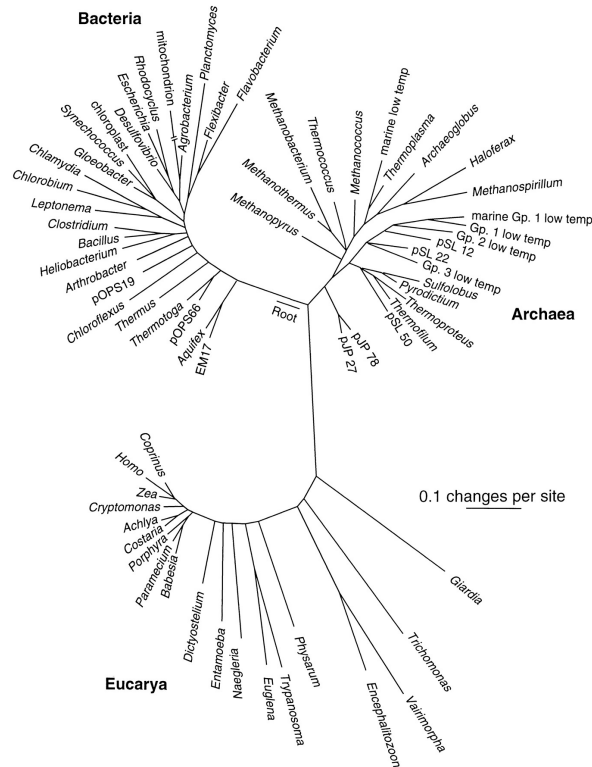 Bacteria
mitochondrion
Rhodocyclus
Escherichia
Desulfovibrio
chloroplast
Synechococcus
Gloeobacter
Chlamydia
Chlorobium
Leptonema
Clostridium
Bacillus
Heliobacterium
Arthrobacter
pOPS19
Chloroflexus
Thermus
Thermotoga
pOPS66
Aquifex
EM17
Agrobacterium
Planctomyces
Flexibacter
Flavobacterium
Root
Methanopyrus
Methanothermus
Methanobacterium
Thermococcus
Methanococcus
marine low temp
Thermoplasma
Archaeoglobus
Haloferax
Methanospirillum
marine Gp. 1 low temp
Gp. 1 low temp
Gp. 2 low temp
pSL 12
pSL 22
Gp. 3 low temp
Sulfolobus
Pyrodictium
Thermoproteus
Thermofilum
pSL 50
pJP 78
pJP 27
Archaea
0.1 changes per site
Coprinus
Homo
Zea
Cryptomonas
Achlya
Costaria
Porphyra
Paramecium
Babesia
Dictyostelium
Entamoeba
Naegleria
Euglena
Trypanosoma
Physarum
Encephalitozoon
Vairimorpha
Trichomonas
Giardia
Eucarya